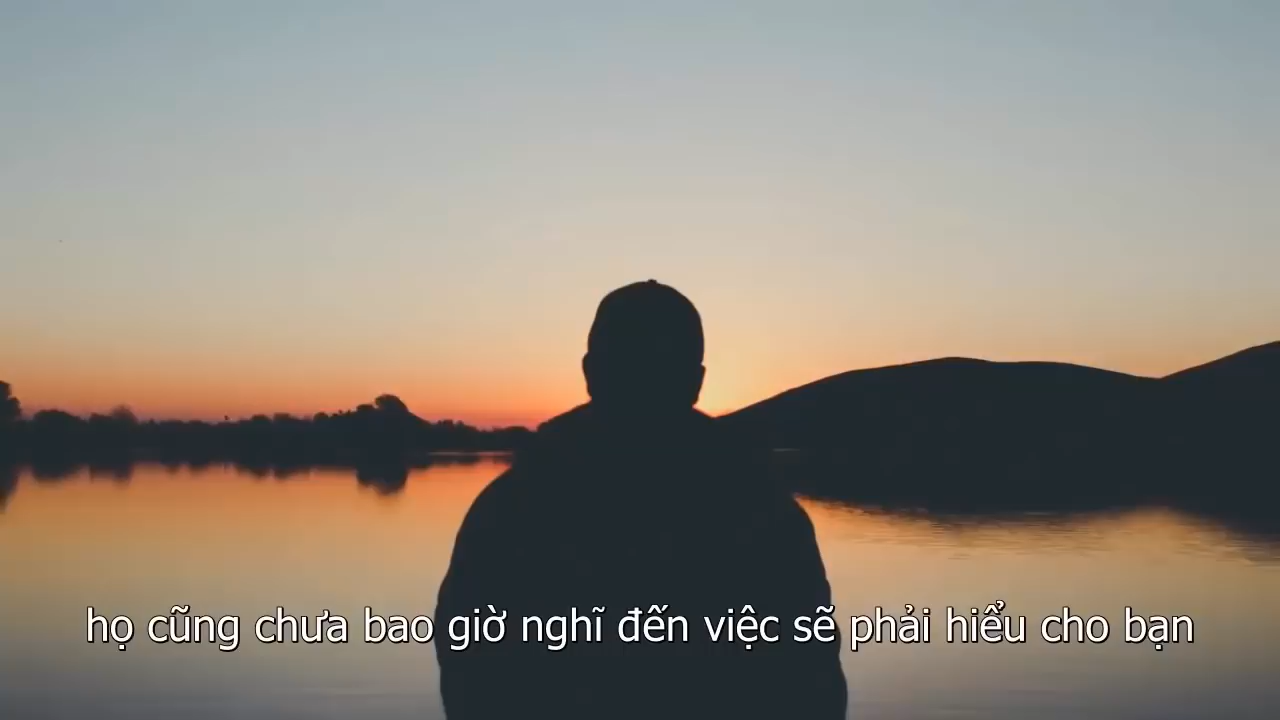 họ cũng chưa bao giờ nghĩ đến việc sẽ phải hiểu cho bạn